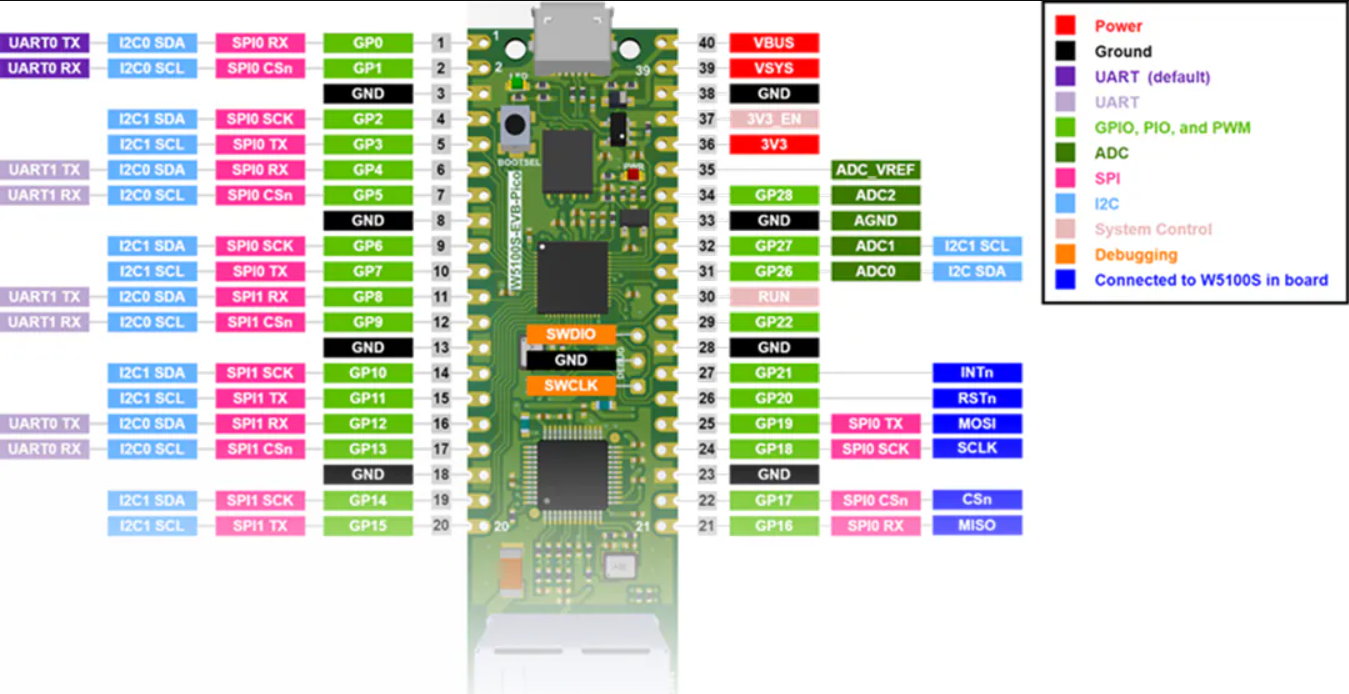 UART0 TX I2C0 SDA SPI0 RX GP0 1 1 40 VBUS
UART0 RX I2C0 SCL SPI0 CSn GP1 2 2 39 39 VSYS
GND 3 LED 38 GND
I2C1 SDA SPI0 SCK GP2 4 37 3V3_EN
I2C1 SCL SPI0 TX GP3 5 36 3V3
BOOTSEL
UART1 TX I2C0 SDA SPI0 RX GP4 6 PWR 35 ADC_VREF
UART1 RX I2C0 SCL SPI0 CSn GP5 7 34 GP28 ADC2
GND 8 33 GND AGND
W5100S-EVB-Pico
I2C1 SDA SPI0 SCK GP6 9 32 GP27 ADC1 I2C1 SCL
I2C1 SCL SPI0 TX GP7 10 31 GP26 ADC0 I2C SDA
UART1 TX I2C0 SDA SPI1 RX GP8 11 30 RUN
UART1 RX I2C0 SCL SPI1 CSn GP9 12 29 GP22
SWDIO
GND 13 28 GND
GND
DEBUG
I2C1 SDA SPI1 SCK GP10 14 27 GP21 INTn
SWCLK
I2C1 SCL SPI1 TX GP11 15 26 GP20 RSTn
UART0 TX I2C0 SDA SPI1 RX GP12 16 25 GP19 SPI0 TX MOSI
UART0 RX I2C0 SCL SPI1 CSn GP13 17 24 GP18 SPI0 SCK SCLK
GND 18 23 GND
I2C1 SDA SPI1 SCK GP14 19 22 GP17 SPI0 CSn CSn
I2C1 SCL SPI1 TX GP15 20 20 21 21 GP16 SPI0 RX MISO
Power
Ground
UART (default)
UART
GPIO, PIO, and PWM
ADC
SPI
I2C
System Control
Debugging
Connected to W5100S in board